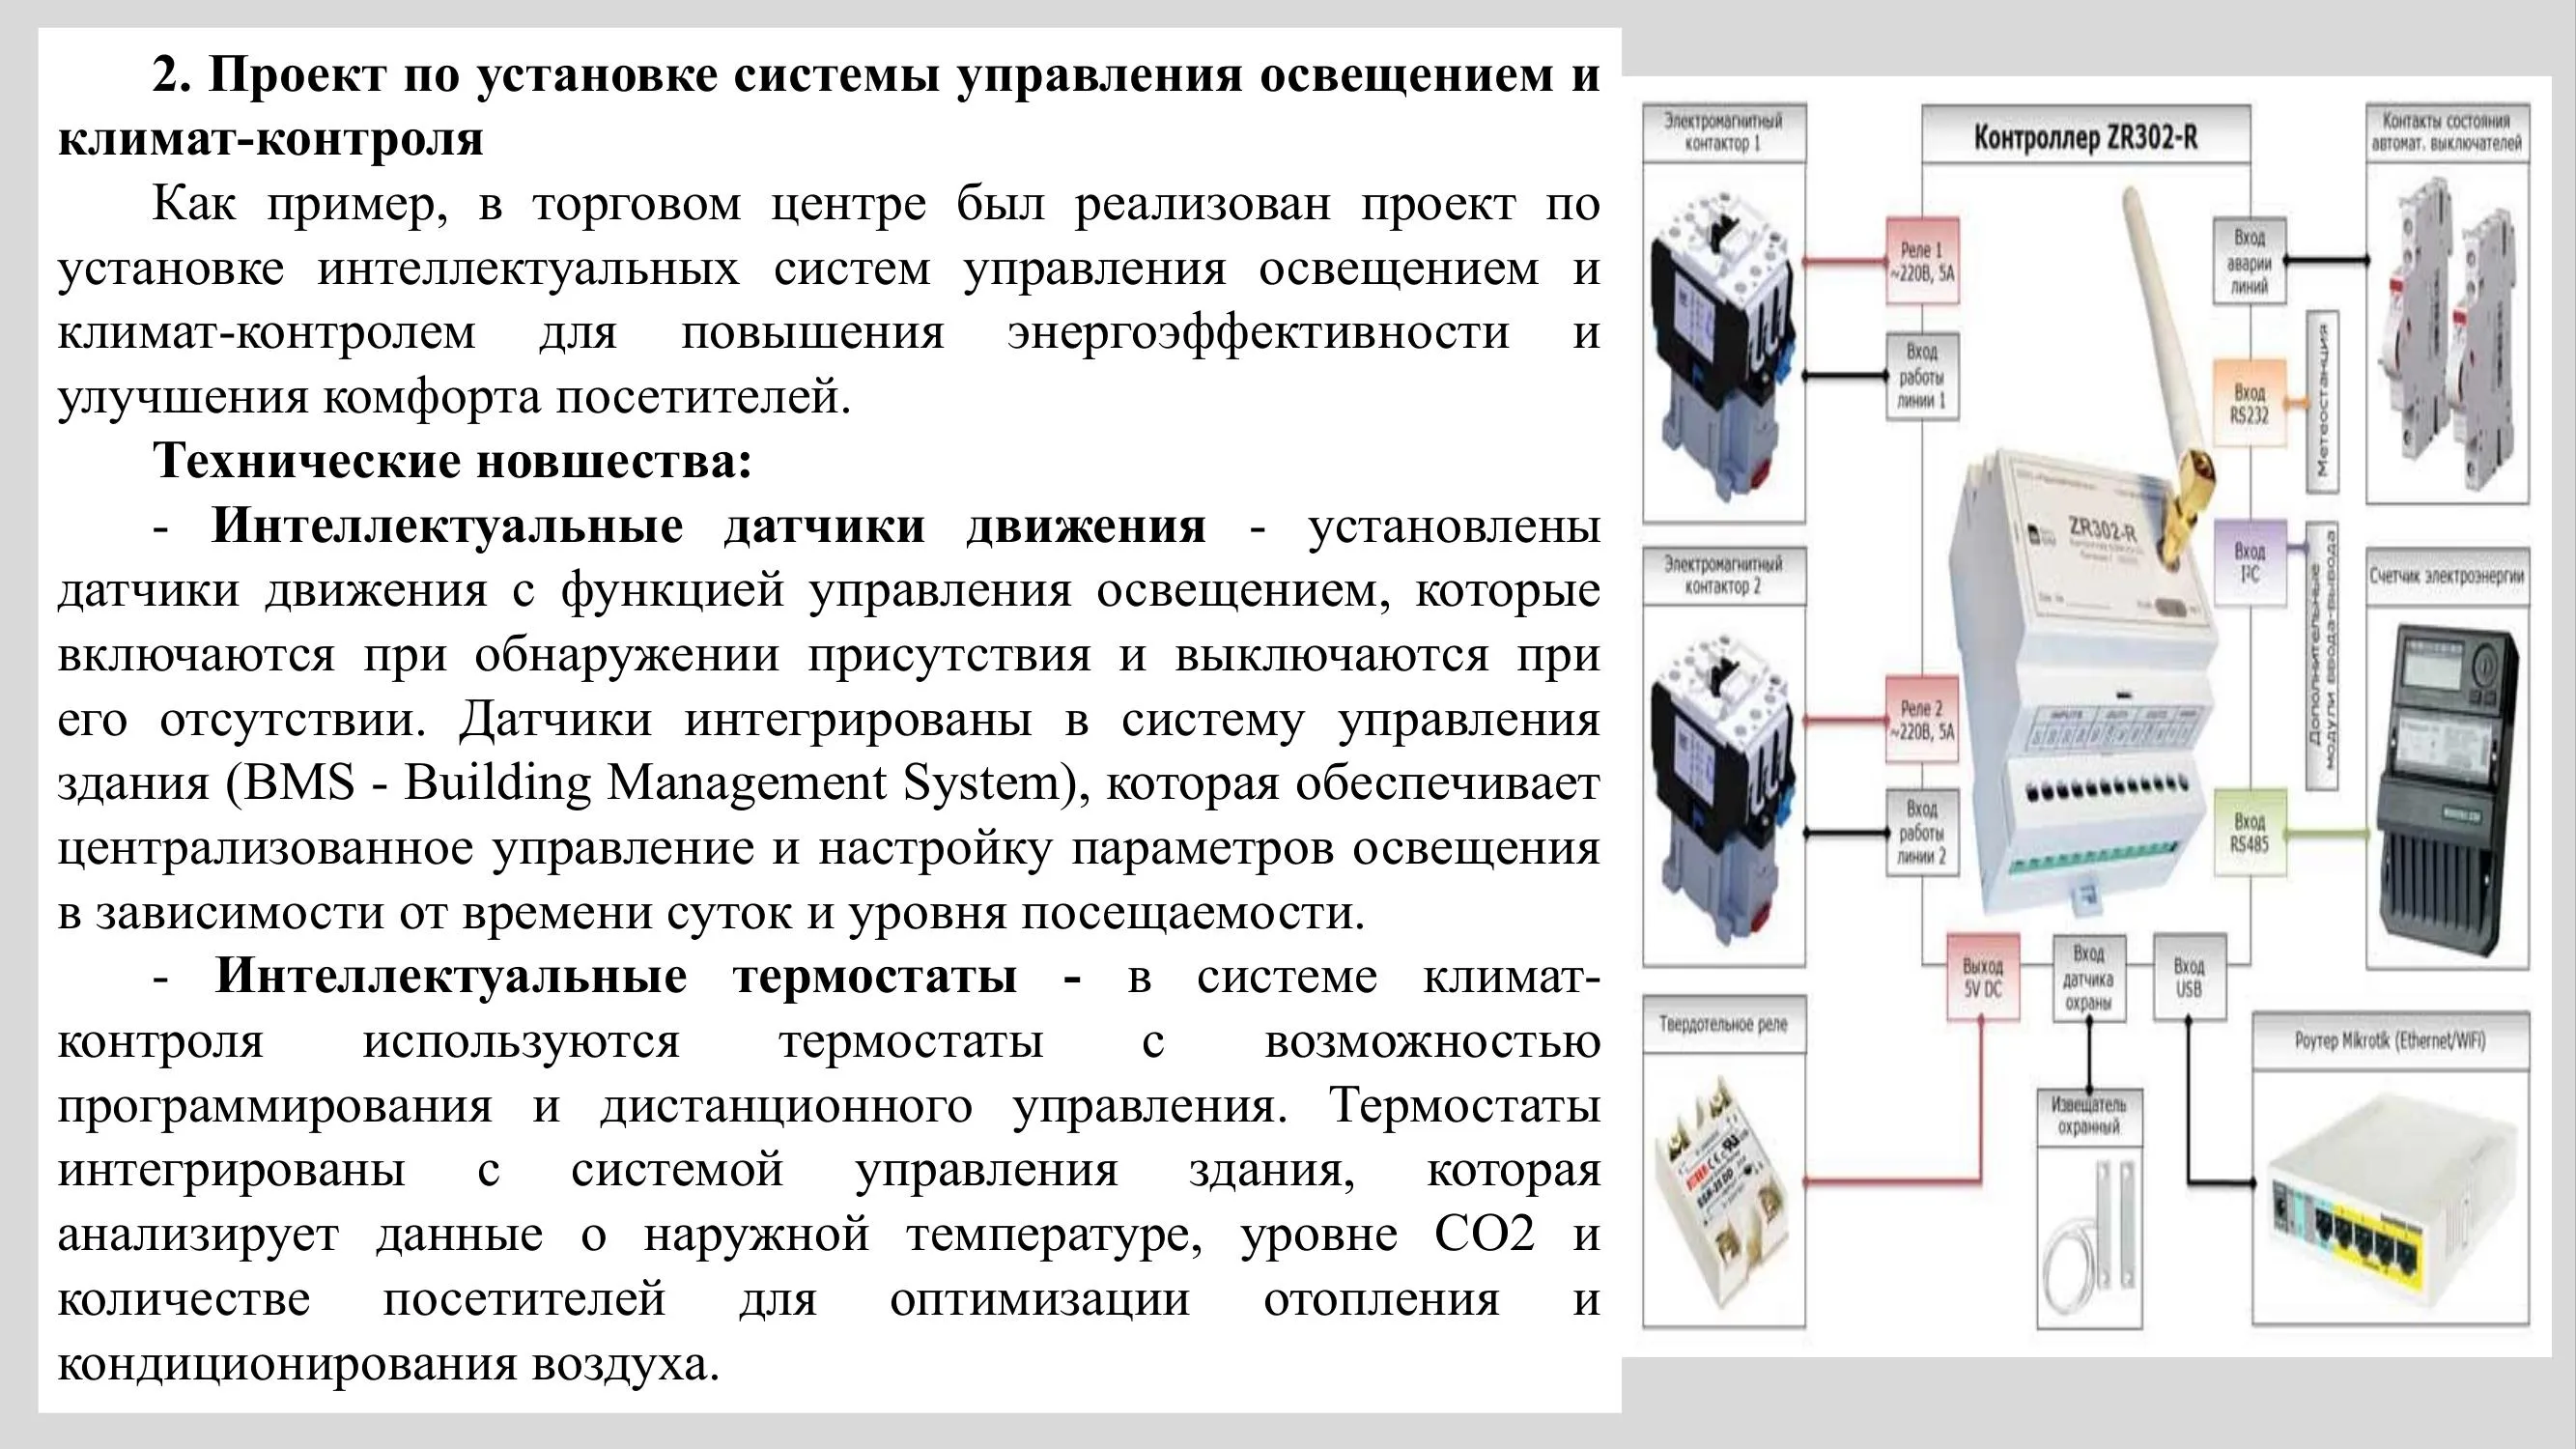 2. Проект по установке системы управления освещением и
климат-контроля
Как пример, в торговом центре был реализован проект по
установке интеллектуальных систем управления освещением и
климат-контролем для повышения энергоэффективности и
улучшения комфорта посетителей.
Технические новшества:
- Интеллектуальные датчики движения - установлены
датчики движения с функцией управления освещением, которые
включаются при обнаружении присутствия и выключаются при
его отсутствии. Датчики интегрированы в систему управления
здания (BMS - Building Management System), которая обеспечивает
централизованное управление и настройку параметров освещения
в зависимости от времени суток и уровня посещаемости.
- Интеллектуальные термостаты - в системе климат-
контроля используются термостаты с возможностью
программирования и дистанционного управления. Термостаты
интегрированы с системой управления здания, которая
анализирует данные о наружной температуре, уровне CO2 и
количестве посетителей для оптимизации отопления и
кондиционирования воздуха.
Электромагнитный
контактор 1
Контроллер ZR302-R
Контакты состояния
автомат. выключателей
Реле 1
~220В, 5А
Вход
работы
линии 1
Вход
аварии
линий
Вход
RS232
Метеостанция
Вход
I²C
Дополнительные
модули ввода-вывода
ZR302-R
Электромагнитный
контактор 2
Счетчик электроэнергии
Реле 2
~220В, 5А
Вход
работы
линии 2
Вход
RS485
Выход
5V DC
Вход
датчика
охраны
Вход
USB
Твердотельное реле
Извещатель
охранный
Роутер Mikrotik (Ethernet/WiFi)